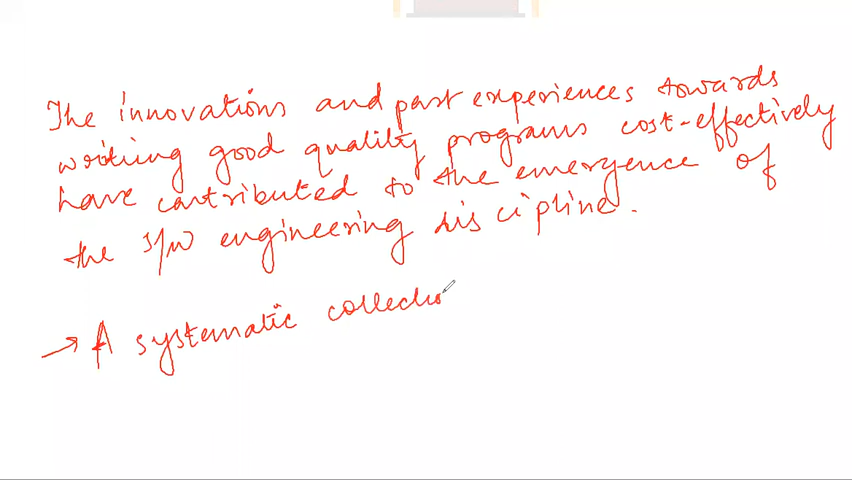 The innovations and past experiences towards
writing good quality programs cost-effectively
have contributed to the emergence of
the S/W engineering discipline.
→ A systematic collectio